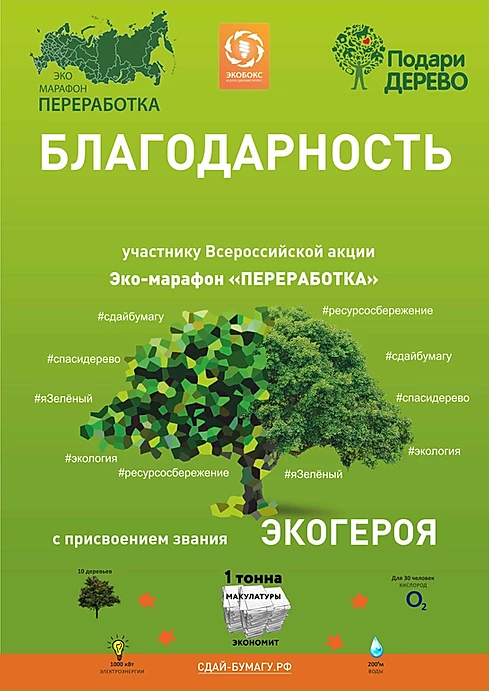 ЭКО
МАРАФОН
ПЕРЕРАБОТКА
ЭКОБОКС
Подари
ДЕРЕВО
БЛАГОДАРНОСТЬ
участнику Всероссийской акции
Эко-марафон «ПЕРЕРАБОТКА»
#сдайбумагу
#ресурсосбережение
#спасидерево
#сдайбумагу
#яЗелёный
#спасидерево
#экология
#экология
#ресурсосбережение
#яЗелёный
с присвоением звания ЭКОГЕРОЯ
10 деревьев
1 тонна
МАКУЛАТУРЫ
ЭКОНОМИТ
Для 30 человек
КИСЛОРОД
O2
1000 кВт
ЭЛЕКТРОЭНЕРГИИ
ВОДЫ
СДАЙ-БУМАГУ.РФ